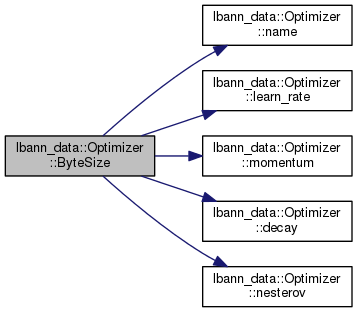 lbann_data::Optimizer
::ByteSize
lbann_data::Optimizer
::name
lbann_data::Optimizer
::learn_rate
lbann_data::Optimizer
::momentum
lbann_data::Optimizer
::decay
lbann_data::Optimizer
::nesterov